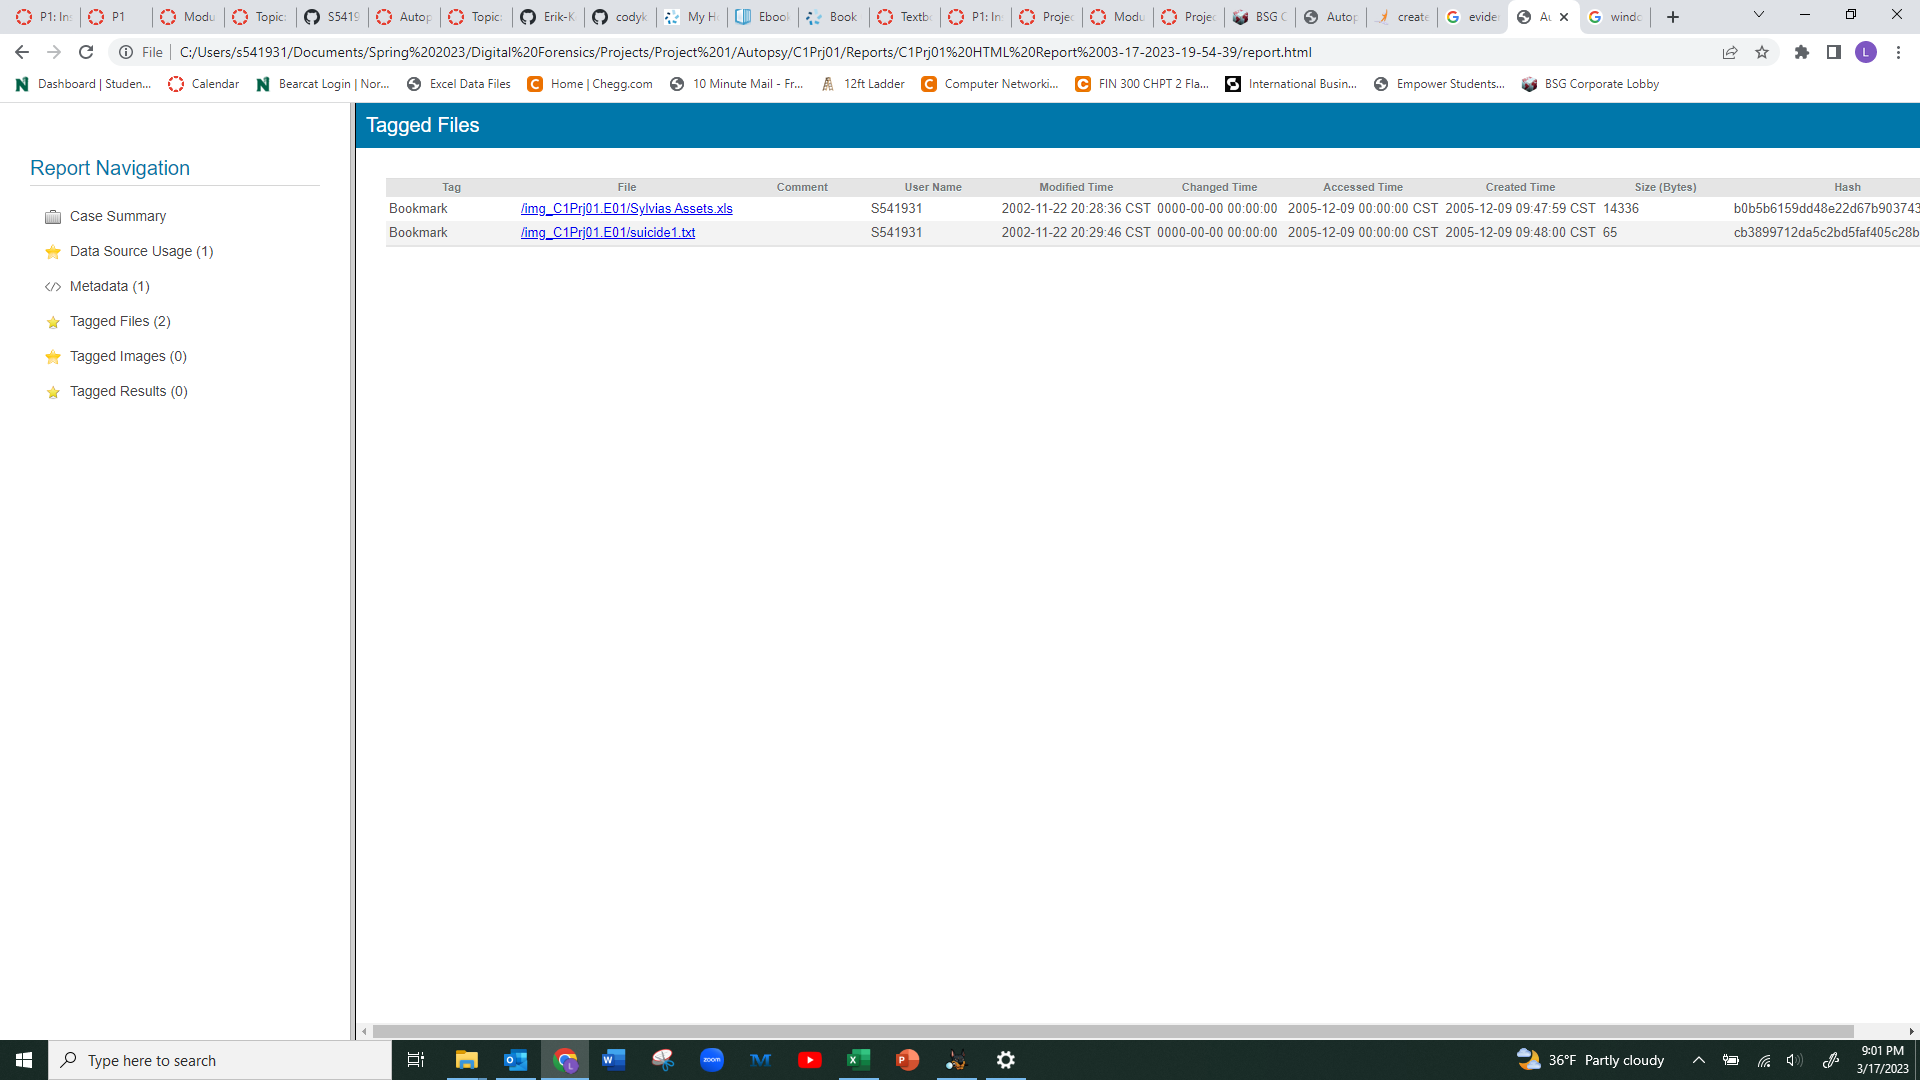 P1: In
P1
Modu
Topic
S5419
Autop
Topic
Erik-K
codyk
My H
Ebook
Book
Textb
P1: In
Projec
Modu
Projec
BSG C
Autop
create
evider
Au
windo
File C:/Users/s541931/Documents/Spring%202023/Digital%20Forensics/Projects/Project%201/Autopsy/C1Prj01/Reports/C1Prj01%20HTML%20Report%2003-17-2023-19-54-39/report.html
Dashboard | Studen... Calendar Bearcat Login | Nor... Excel Data Files Home | Chegg.com 10 Minute Mail - Fr... 12ft Ladder Computer Networki... FIN 300 CHPT 2 Fla... International Busin... Empower Students... BSG Corporate Lobby
Report Navigation
Case Summary
Data Source Usage (1)
Metadata (1)
Tagged Files (2)
Tagged Images (0)
Tagged Results (0)
Tagged Files
Tag File Comment User Name Modified Time Changed Time Accessed Time Created Time Size (Bytes) Hash
Bookmark /img_C1Prj01.E01/Sylvias Assets.xls S541931 2002-11-22 20:28:36 CST 0000-00-00 00:00:00 2005-12-09 00:00:00 CST 2005-12-09 09:47:59 CST 14336 b0b5b6159dd48e22d67b903743
Bookmark /img_C1Prj01.E01/suicide1.txt S541931 2002-11-22 20:29:46 CST 0000-00-00 00:00:00 2005-12-09 00:00:00 CST 2005-12-09 09:48:00 CST 65 cb3899712da5c2bd5faf405c28b
Type here to search
36°F Partly cloudy
9:01 PM
3/17/2023